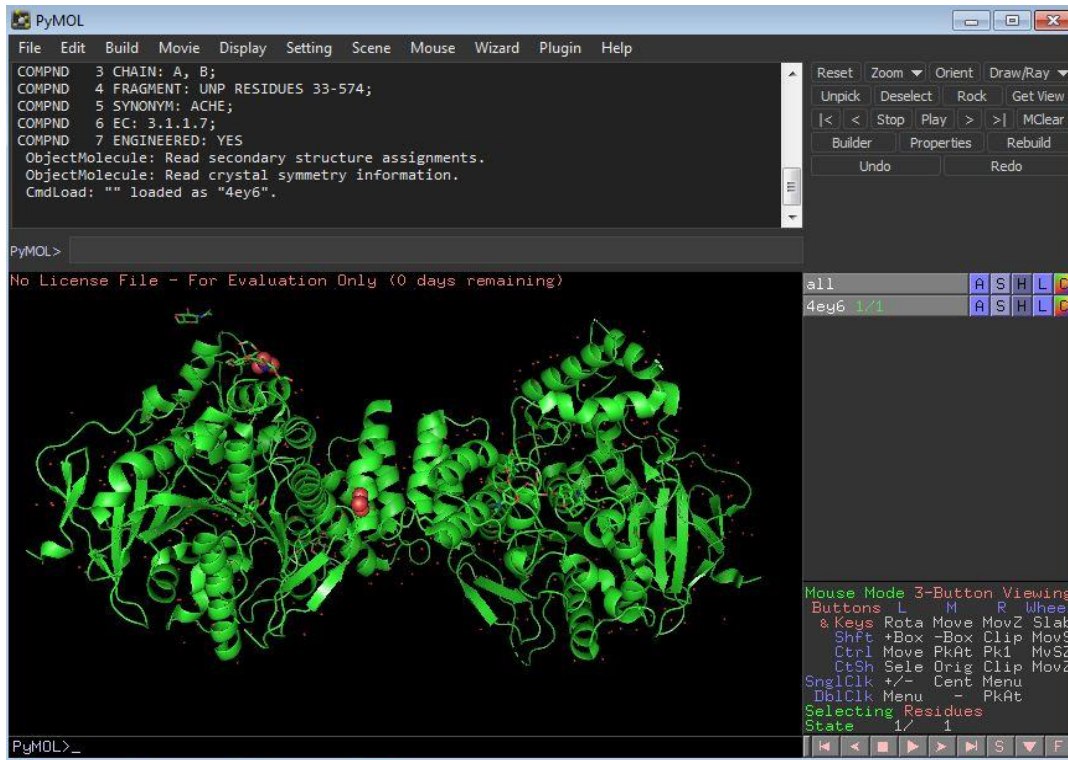 PyMOL
File Edit Build Movie Display Setting Scene Mouse Wizard Plugin Help
COMPND 3 CHAIN: A, B;
COMPND 4 FRAGMENT: UNP RESIDUES 33-574;
COMPND 5 SYNONYM: ACHE;
COMPND 6 EC: 3.1.1.7;
COMPND 7 ENGINEERED: YES
ObjectMolecule: Read secondary structure assignments.
ObjectMolecule: Read crystal symmetry information.
CmdLoad: "" loaded as "4ey6".
Reset Zoom Orient Draw/Ray
Unpick Deselect Rock Get View
|< < Stop Play > >| MClear
Builder Properties Rebuild
Undo Redo
PyMOL>
No License File - For Evaluation Only (0 days remaining)
all A S H L C
4ey6 1/1 A S H L C
Mouse Mode 3-Button Viewing
Buttons L M R Whee
& Keys Rota Move MovZ Slab
Shft +Box -Box Clip MovS
Ctrl Move PkAt Pk1 MvSZ
CtSh Sele Orig Clip MovZ
SnglClk +/- Cent Menu
DblClk Menu - PkAt
Selecting Residues
State 1/ 1
PyMOL>_
S F